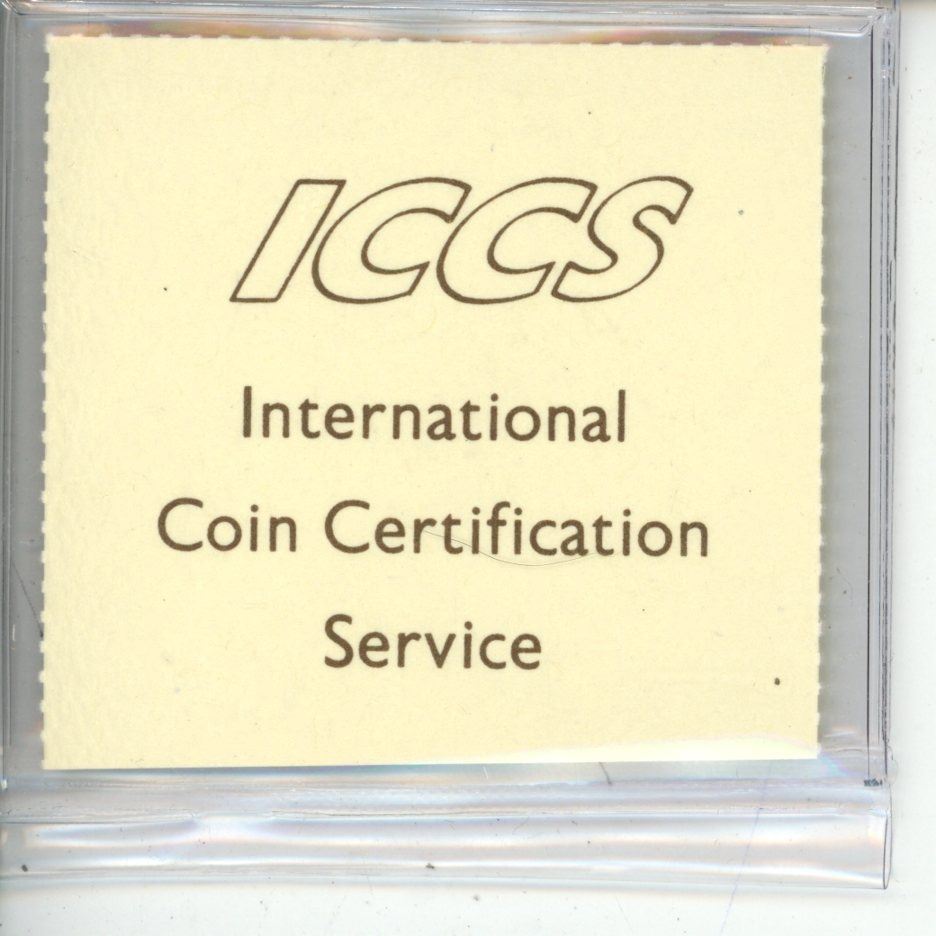 ICCS
International
Coin Certification
Service